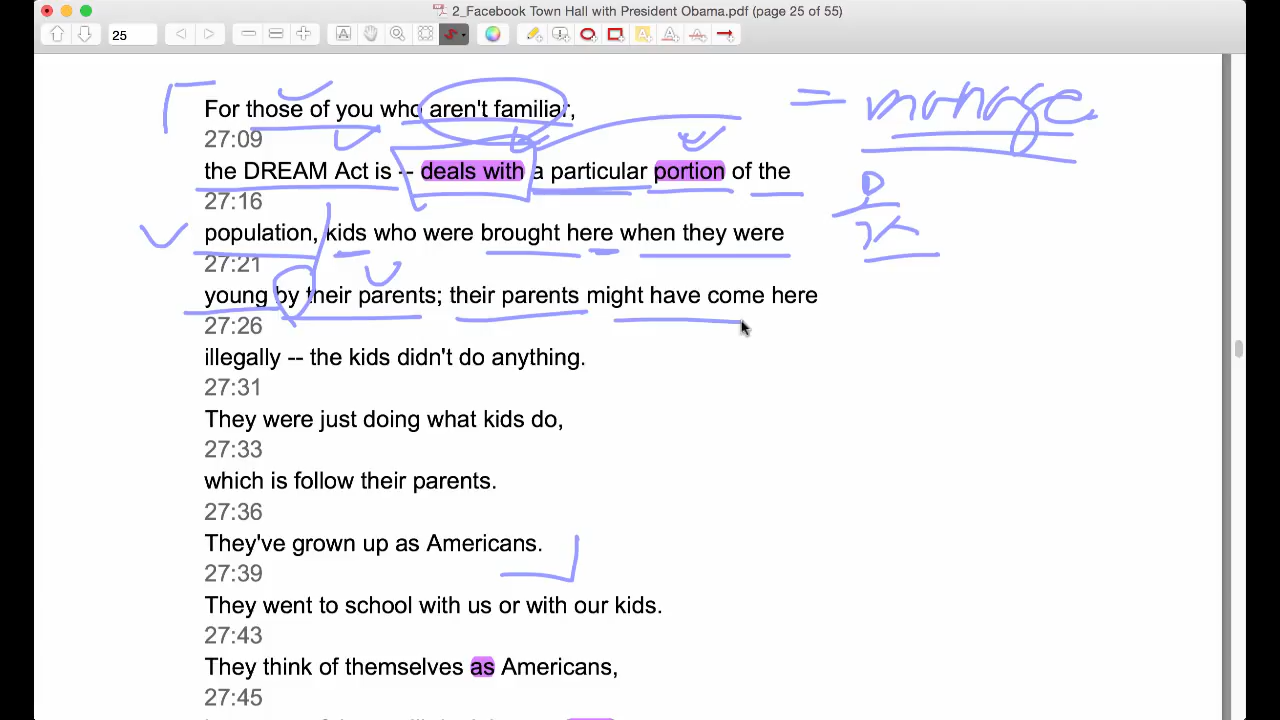 2_Facebook Town Hall with President Obama.pdf (page 25 of 55)
25
For those of you who aren't familiar,
= manage
27:09
the DREAM Act is -- deals with a particular portion of the
27:16
population, kids who were brought here when they were
27:21
young by their parents; their parents might have come here
27:26
illegally -- the kids didn't do anything.
27:31
They were just doing what kids do,
27:33
which is follow their parents.
27:36
They've grown up as Americans.
27:39
They went to school with us or with our kids.
27:43
They think of themselves as Americans,
27:45